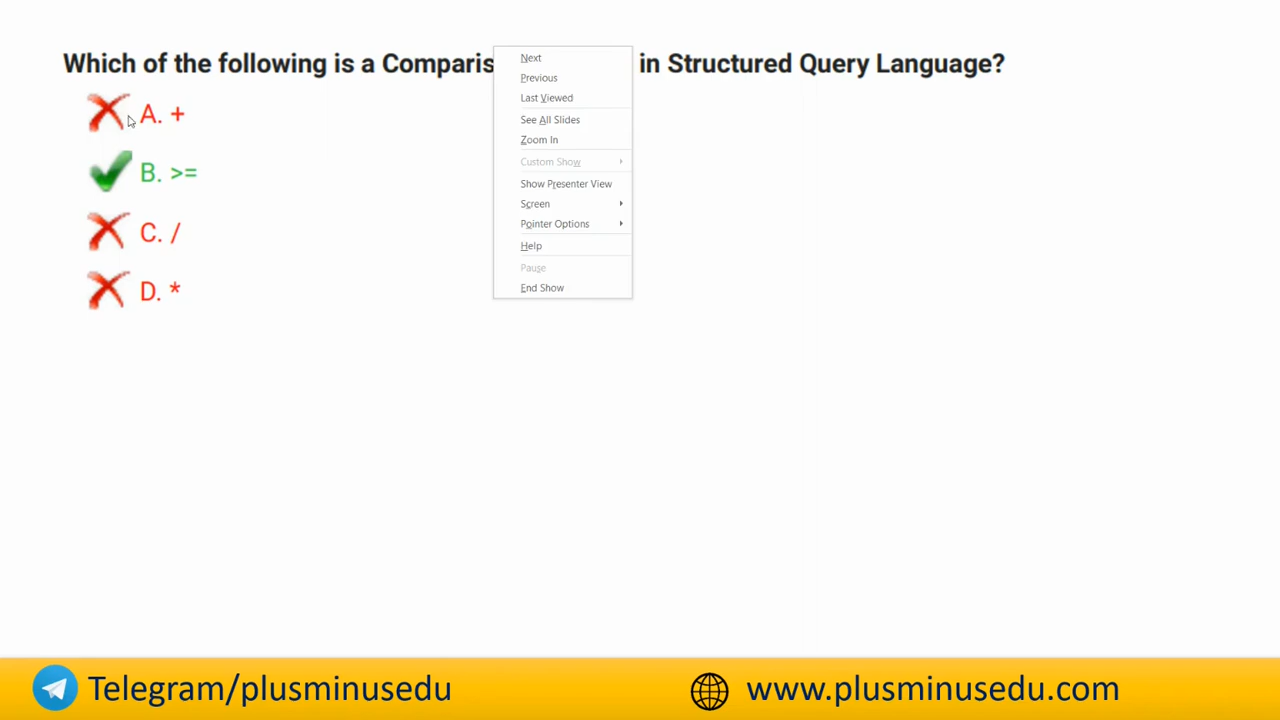 Which of the following is a Comparis in Structured Query Language?
A. +
B. >=
C. /
D. *
Next
Previous
Last Viewed
See All Slides
Zoom In
Custom Show
Show Presenter View
Screen
Pointer Options
Help
Pause
End Show
Telegram/plusminusedu
www.plusminusedu.com